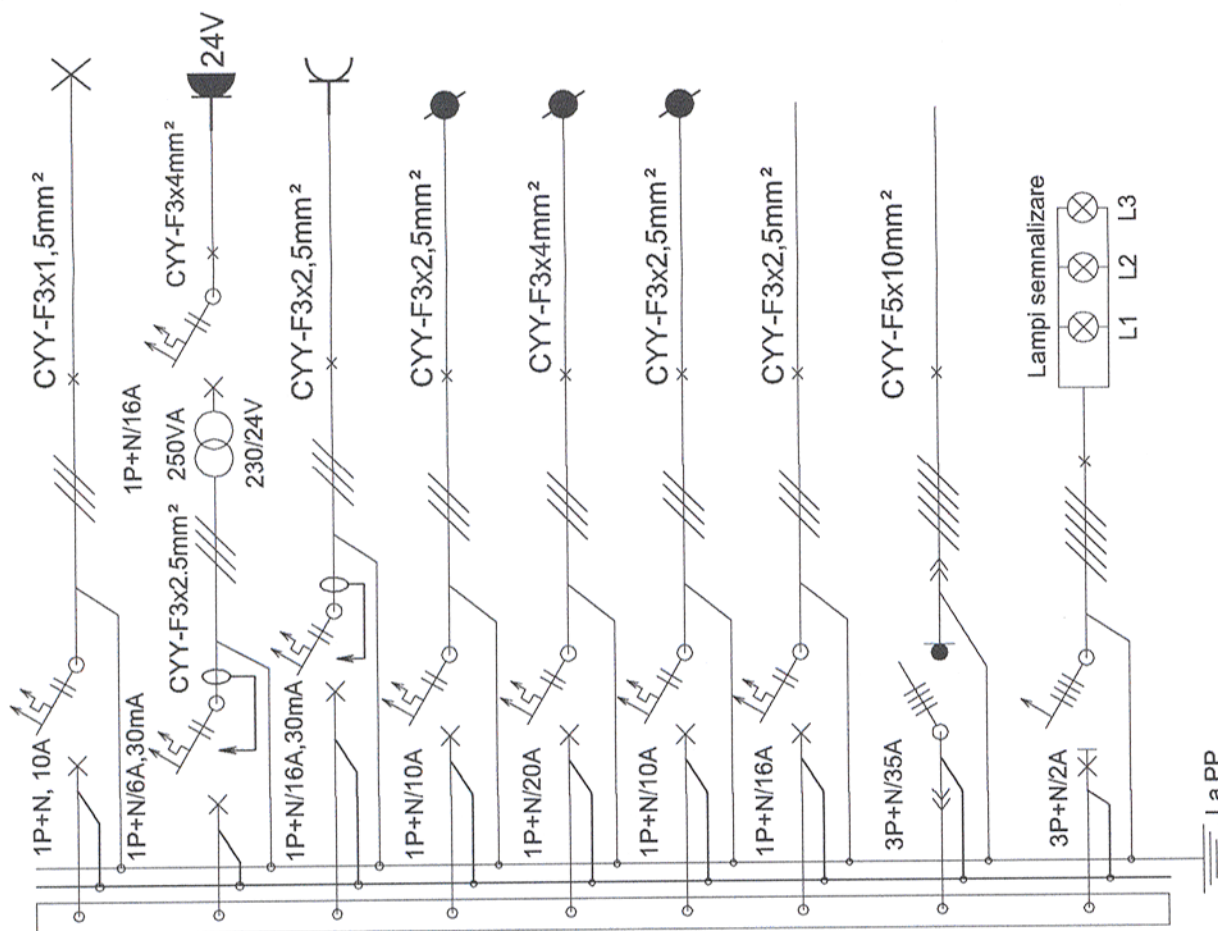 1P+N, 10A
CYY-F3x1,5mm²
1P+N/6A,30mA
CYY-F3x2.5mm²
250VA
230/24V
1P+N/16A
CYY-F3x4mm²
24V
1P+N/16A,30mA
CYY-F3x2,5mm²
1P+N/10A
CYY-F3x2,5mm²
1P+N/20A
CYY-F3x4mm²
1P+N/10A
CYY-F3x2,5mm²
1P+N/16A
CYY-F3x2,5mm²
3P+N/35A
CYY-F5x10mm²
3P+N/2A
Lampi semnalizare
L1
L2
L3
La PP